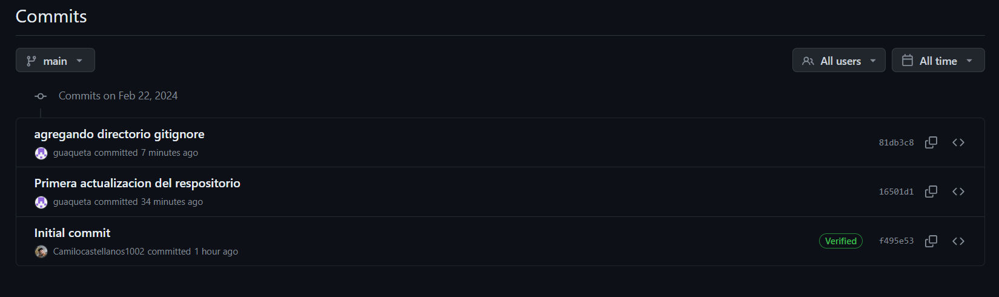 Commits
main
All users
All time
Commits on Feb 22, 2024
agregando directorio gitignore
guaqueta committed 7 minutes ago
81db3c8
Primera actualizacion del respositorio
guaqueta committed 34 minutes ago
16501d1
Initial commit
Camilocastellanos1002 committed 1 hour ago
Verified
f495e53